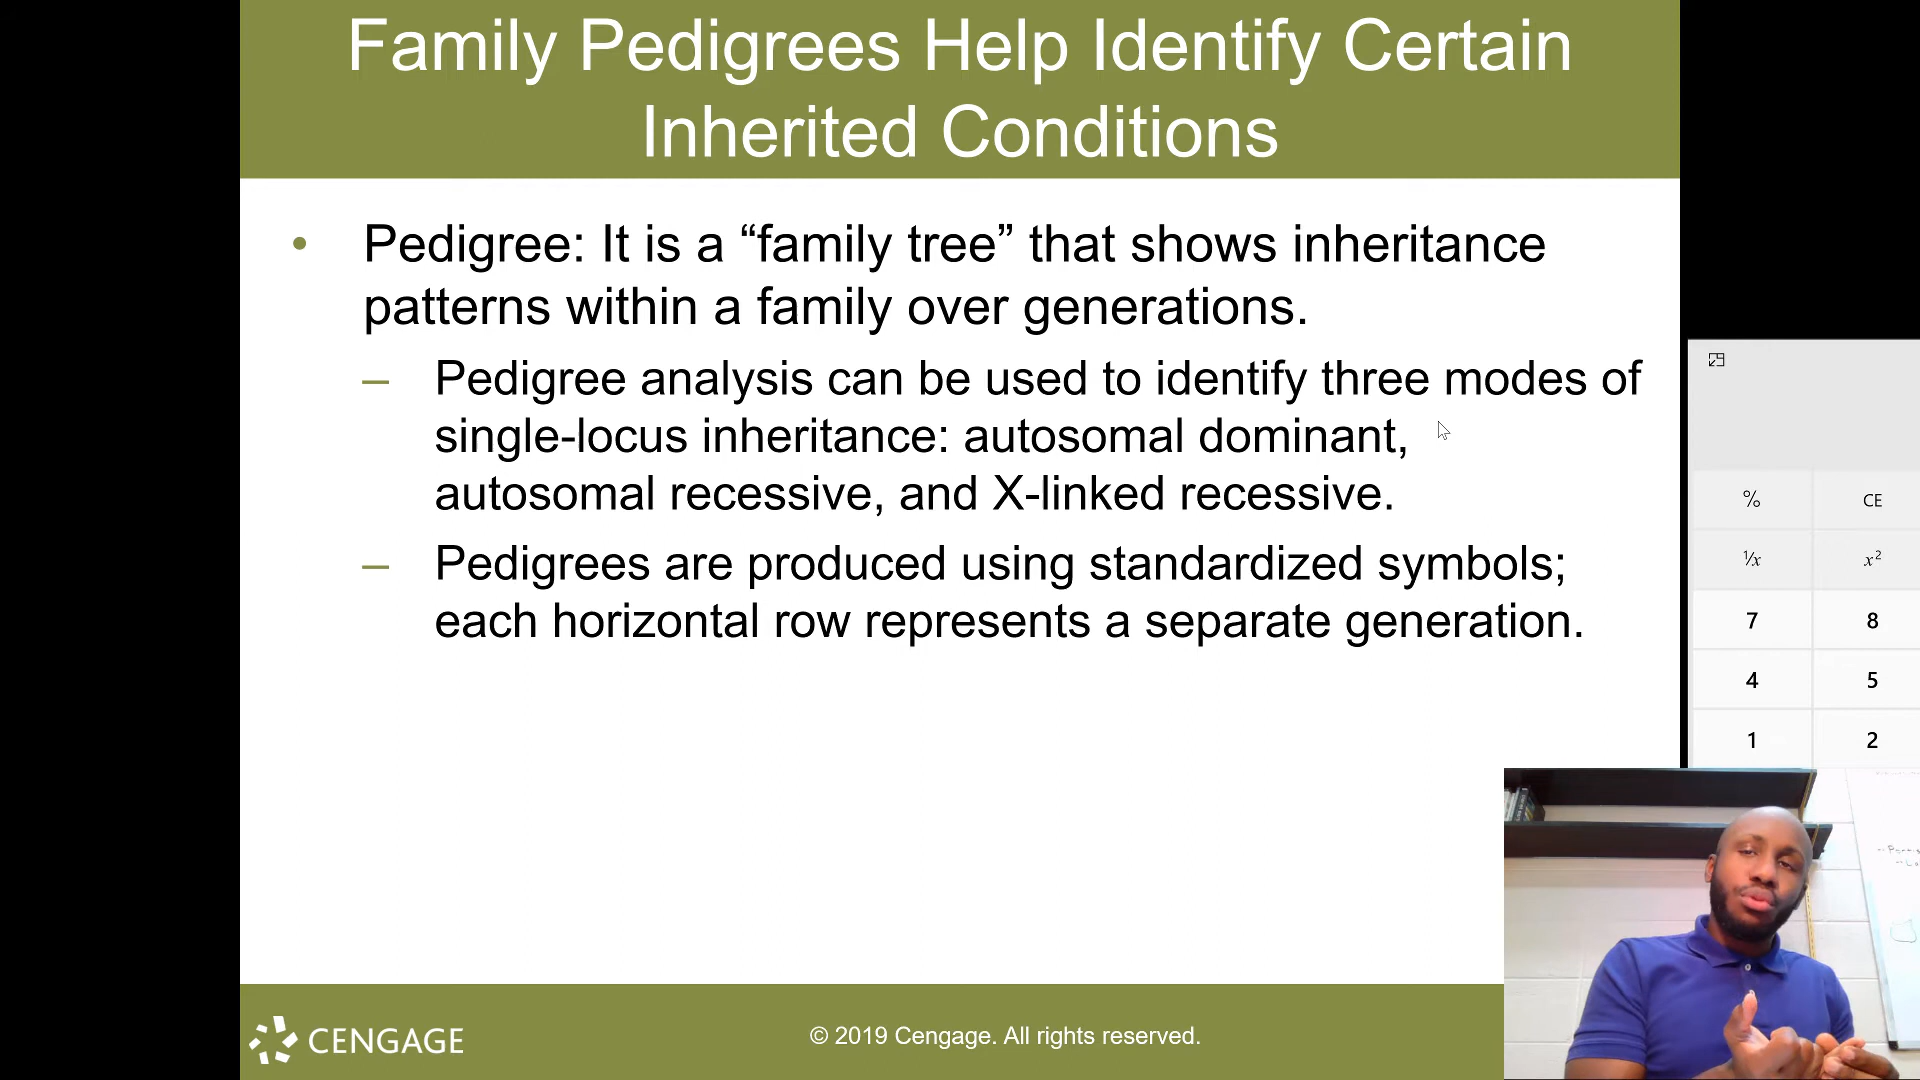 Family Pedigrees Help Identify Certain
Inherited Conditions
• Pedigree: It is a “family tree” that shows inheritance
patterns within a family over generations.
– Pedigree analysis can be used to identify three modes of
single-locus inheritance: autosomal dominant,
autosomal recessive, and X-linked recessive.
– Pedigrees are produced using standardized symbols;
each horizontal row represents a separate generation.
% CE
¹⁄x x²
7 8
4 5
1 2
CENGAGE
© 2019 Cengage. All rights reserved.